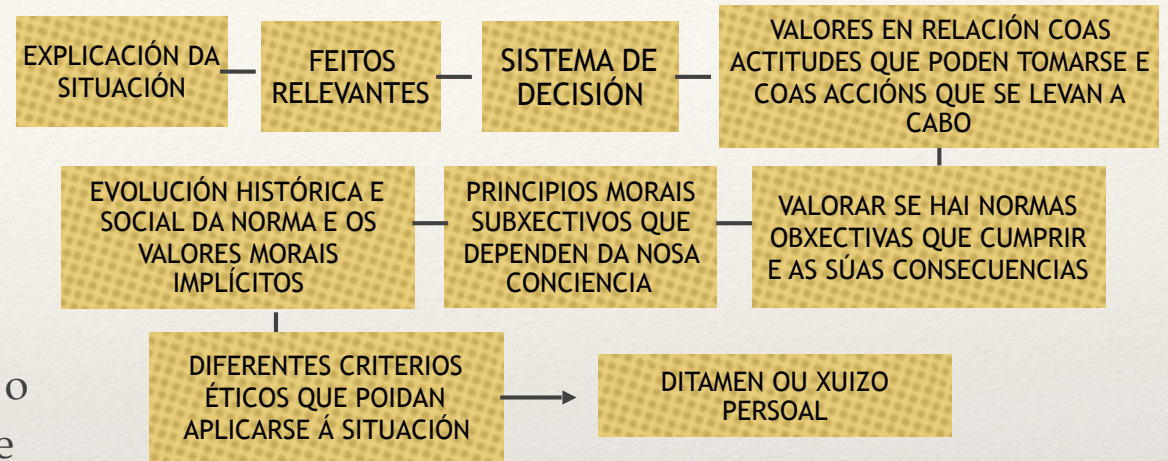 EXPLICACIÓN DA
SITUACIÓN
FEITOS
RELEVANTES
SISTEMA DE
DECISIÓN
VALORES EN RELACIÓN COAS
ACTITUDES QUE PODEN TOMARSE E
COAS ACCIÓNS QUE SE LEVAN A
CABO
VALORAR SE HAI NORMAS
OBXECTIVAS QUE CUMPRIR
E AS SÚAS CONSECUENCIAS
PRINCIPIOS MORAIS
SUBXECTIVOS QUE
DEPENDEN DA NOSA
CONCIENCIA
EVOLUCIÓN HISTÓRICA E
SOCIAL DA NORMA E OS
VALORES MORAIS
IMPLÍCITOS
DIFERENTES CRITERIOS
ÉTICOS QUE POIDAN
APLICARSE Á SITUACIÓN
DITAMEN OU XUIZO
PERSOAL
o
e